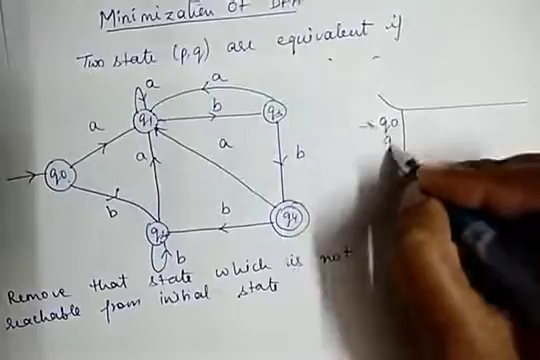 Minimization of DFA
Two state (p,q) are equivalent if
a
a
b
q1
q3
→ q0
q
a
a
b
a
q0
b
b
q4
q2
b
Remove that state which is not
reachable from initial state